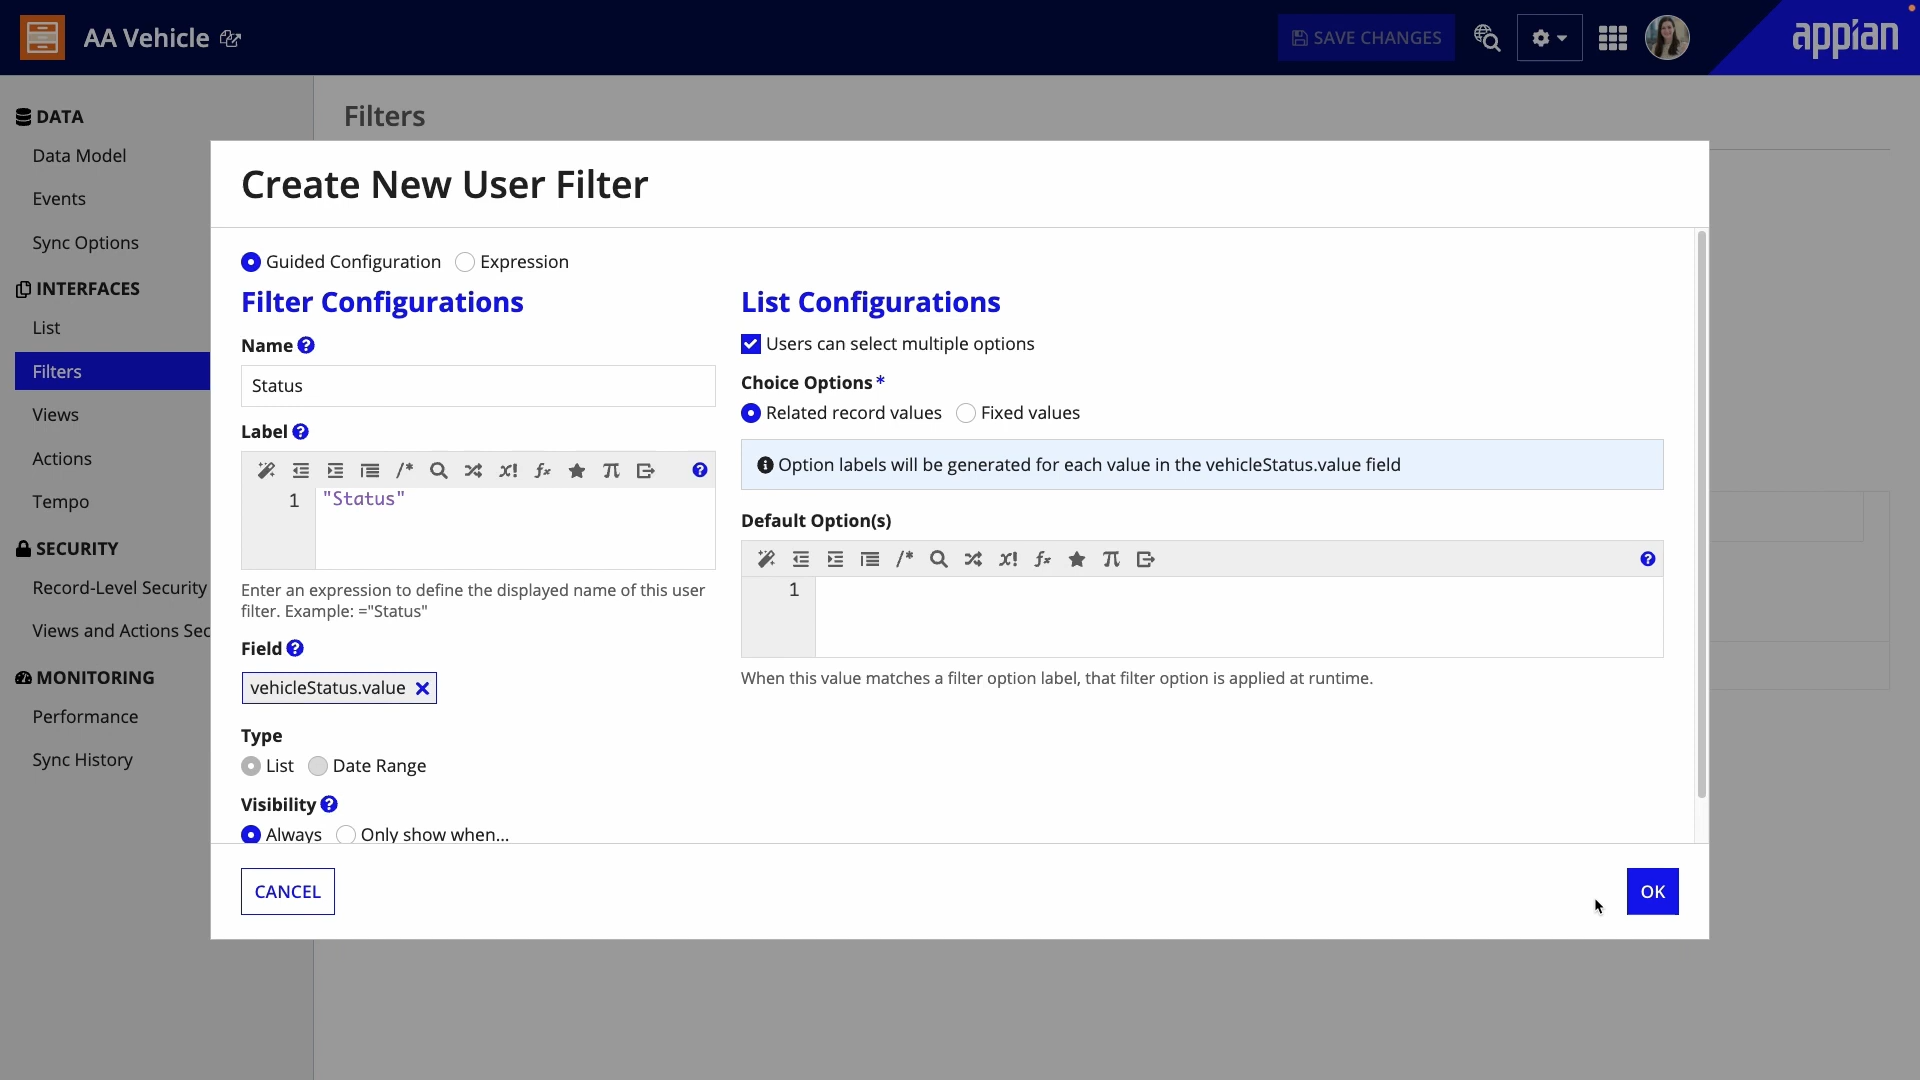 AA Vehicle
SAVE CHANGES
appian
DATA
Data Model
Events
Sync Options
INTERFACES
List
Filters
Views
Actions
Tempo
SECURITY
Record-Level Security
Views and Actions Sec
MONITORING
Performance
Sync History
Filters
Create New User Filter
Guided Configuration Expression
Filter Configurations
Name
Status
Label
1 "Status"
Enter an expression to define the displayed name of this user
filter. Example: ="Status"
Field
vehicleStatus.value
Type
List Date Range
Visibility
Always Only show when...
List Configurations
Users can select multiple options
Choice Options *
Related record values Fixed values
Option labels will be generated for each value in the vehicleStatus.value field
Default Option(s)
1
When this value matches a filter option label, that filter option is applied at runtime.
CANCEL
OK